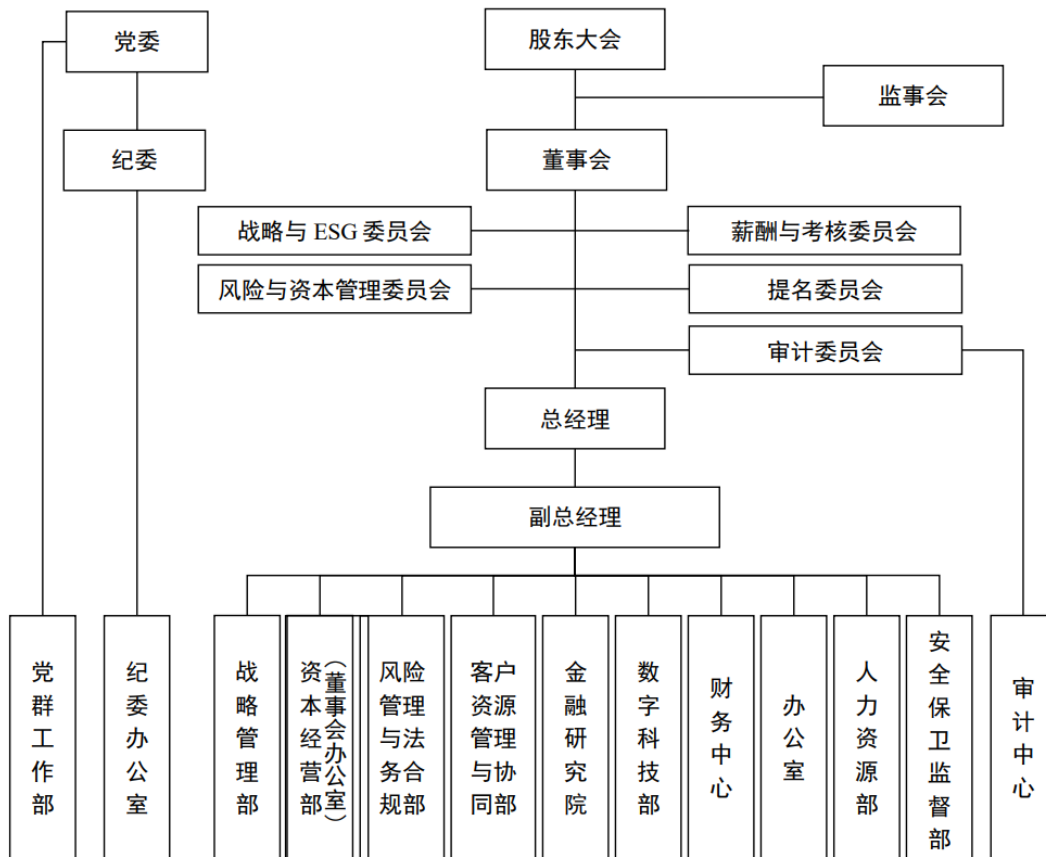 党委
股东大会
监事会
纪委
董事会
战略与 ESG 委员会
薪酬与考核委员会
风险与资本管理委员会
提名委员会
审计委员会
总经理
副总经理
党群工作部
纪委办公室
战略管理部
资本经营部
（董事会办公室）
风险管理与法务合规部
客户资源管理与协同部
金融研究院
数字科技部
财务中心
办公室
人力资源部
安全保卫监督部
审计中心